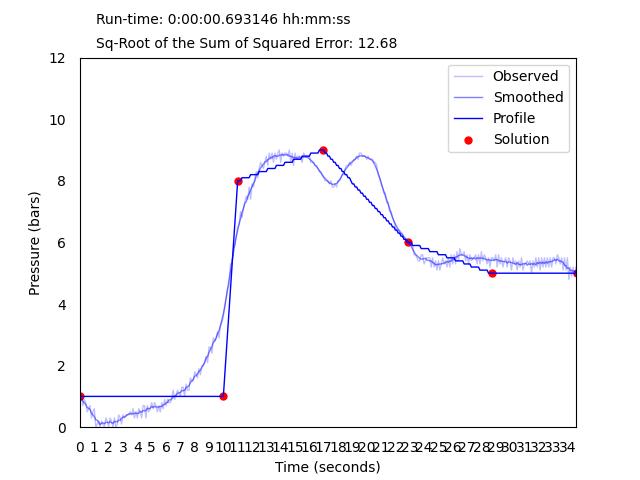 Run-time: 0:00:00.693146 hh:mm:ss
Sq-Root of the Sum of Squared Error: 12.68
12
10
8
6
4
2
0
Pressure (bars)
Observed
Smoothed
Profile
Solution
0 1 2 3 4 5 6 7 8 9 10 11 12 13 14 15 16 17 18 19 20 21 22 23 24 25 26 27 28 29 30 31 32 33 34
Time (seconds)